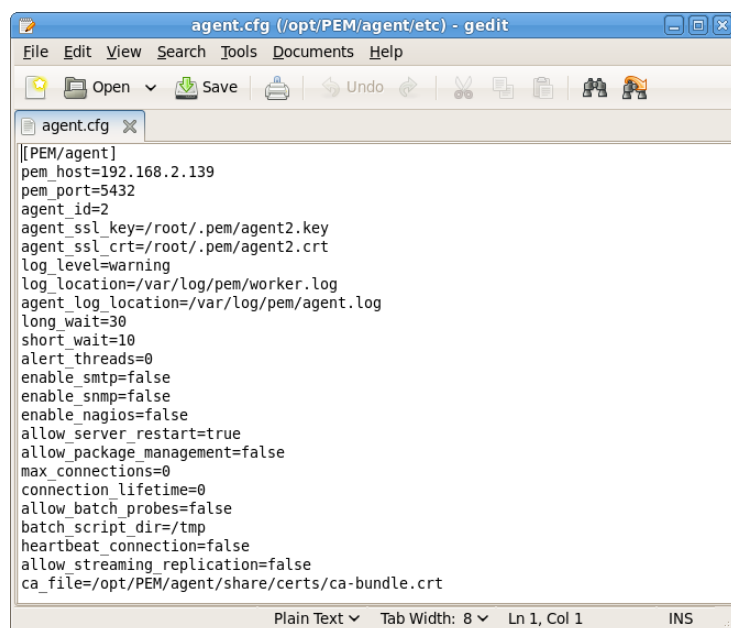 agent.cfg (/opt/PEM/agent/etc) - gedit
File Edit View Search Tools Documents Help
Open Save Undo
agent.cfg
[PEM/agent]
pem_host=192.168.2.139
pem_port=5432
agent_id=2
agent_ssl_key=/root/.pem/agent2.key
agent_ssl_crt=/root/.pem/agent2.crt
log_level=warning
log_location=/var/log/pem/worker.log
agent_log_location=/var/log/pem/agent.log
long_wait=30
short_wait=10
alert_threads=0
enable_smtp=false
enable_snmp=false
enable_nagios=false
allow_server_restart=true
allow_package_management=false
max_connections=0
connection_lifetime=0
allow_batch_probes=false
batch_script_dir=/tmp
heartbeat_connection=false
allow_streaming_replication=false
ca_file=/opt/PEM/agent/share/certs/ca-bundle.crt
Plain Text Tab Width: 8 Ln 1, Col 1 INS